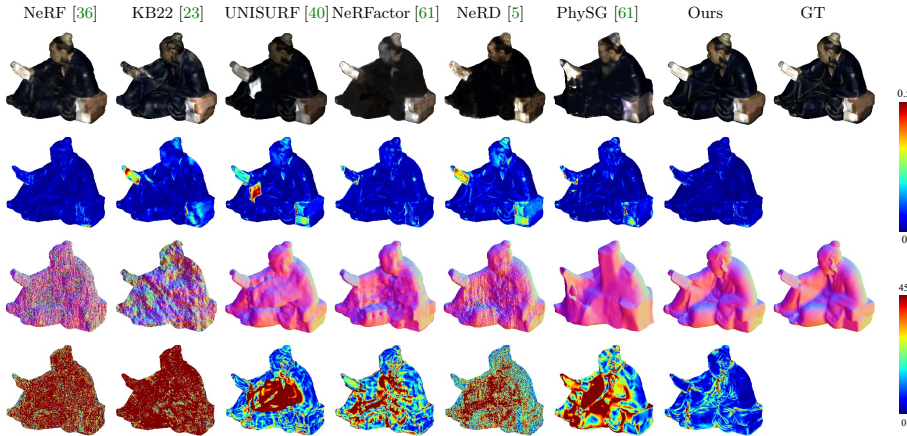 NeRF [36] KB22 [23] UNISURF [40] NeRFactor [61] NeRD [5] PhySG [61] Ours GT
0
45
0